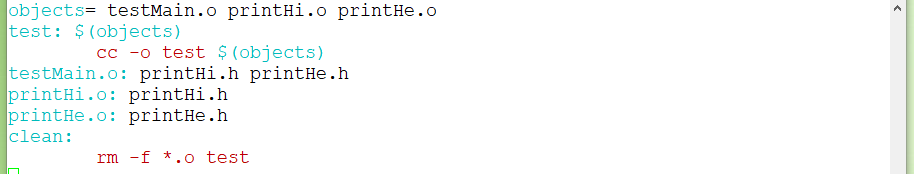 objects= testMain.o printHi.o printHe.o
test: $(objects)
        cc -o test $(objects)
testMain.o: printHi.h printHe.h
printHi.o: printHi.h
printHe.o: printHe.h
clean:
        rm -f *.o test